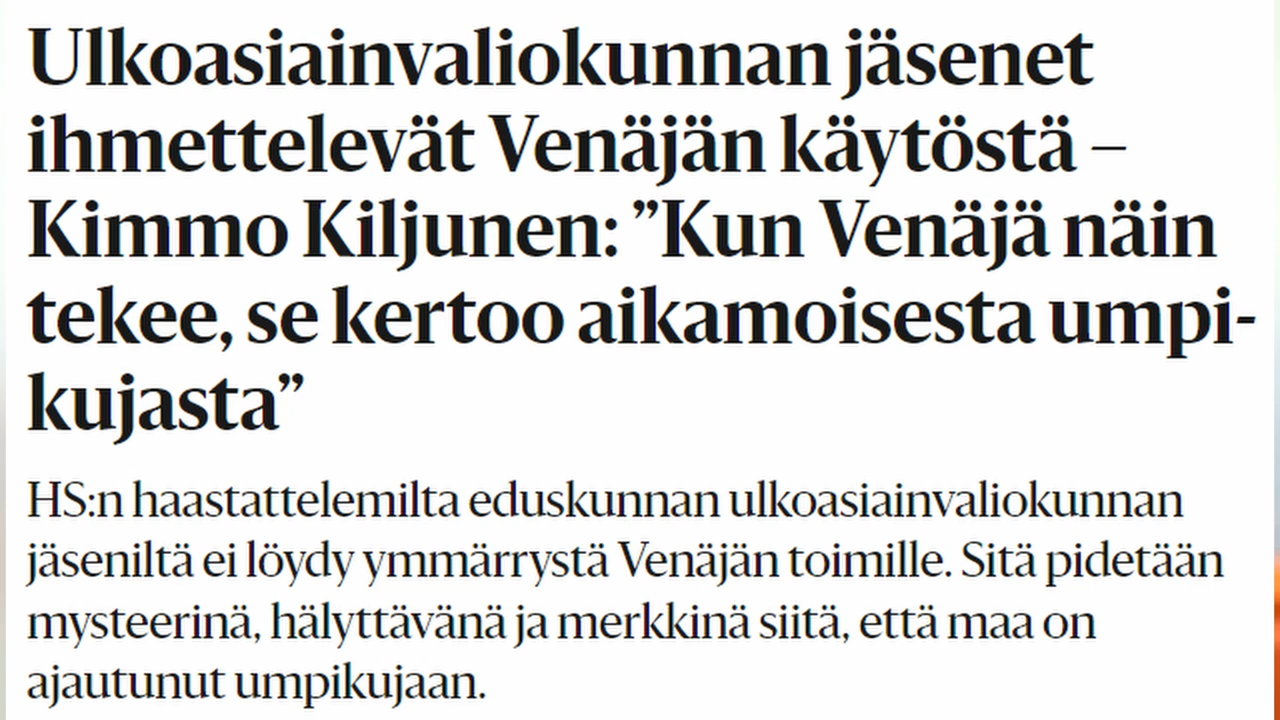 Ulkoasiainvaliokunnan jäsenet
ihmettelevät Venäjän käytöstä –
Kimmo Kiljunen: ”Kun Venäjä näin
tekee, se kertoo aikamoisesta umpi-
kujasta”
HS:n haastattelemilta eduskunnan ulkoasiainvaliokunnan
jäseniltä ei löydy ymmärrystä Venäjän toimille. Sitä pidetään
mysteerinä, hälyttävänä ja merkkinä siitä, että maa on
ajautunut umpikujaan.